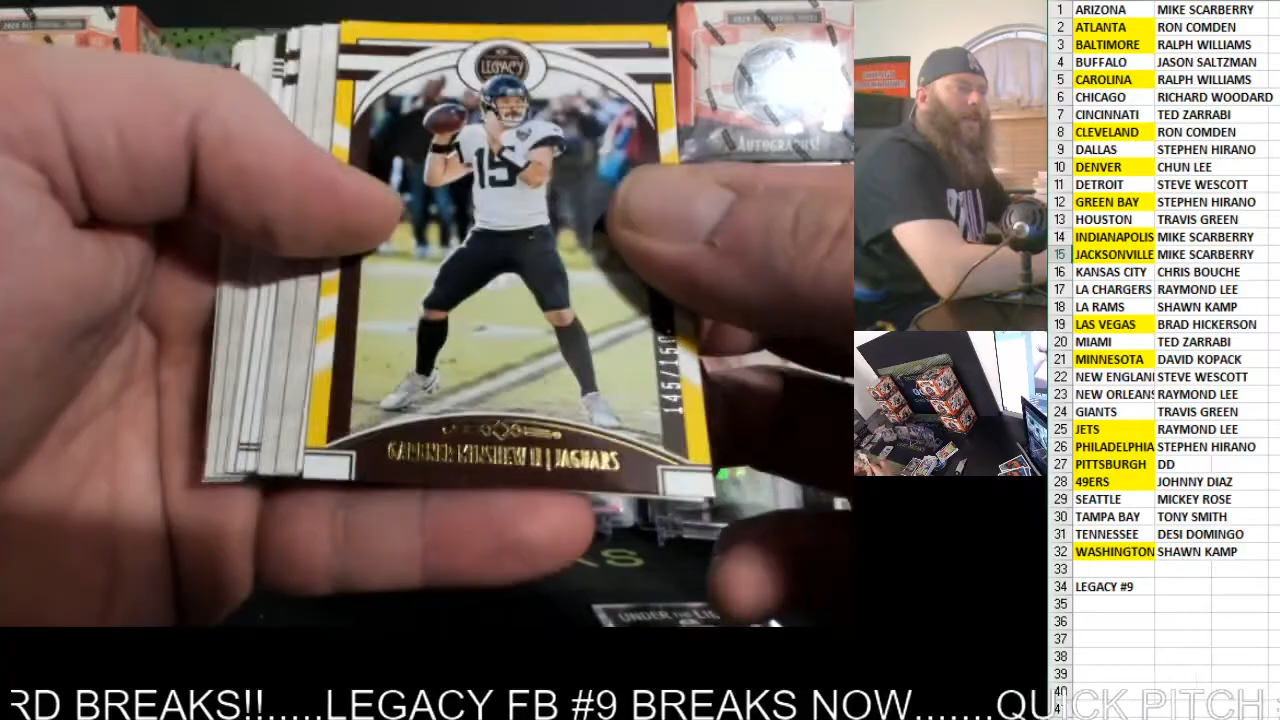 LEGACY
15
145/150
GARDNER MINSHEW II | JAGUARS
AUTOGRAPHS!
UNDER THE LIGHTS
1 ARIZONA MIKE SCARBERRY
2 ATLANTA RON COMDEN
3 BALTIMORE RALPH WILLIAMS
4 BUFFALO JASON SALTZMAN
5 CAROLINA RALPH WILLIAMS
6 CHICAGO RICHARD WOODARD
7 CINCINNATI TED ZARRABI
8 CLEVELAND RON COMDEN
9 DALLAS STEPHEN HIRANO
10 DENVER CHUN LEE
11 DETROIT STEVE WESCOTT
12 GREEN BAY STEPHEN HIRANO
13 HOUSTON TRAVIS GREEN
14 INDIANAPOLIS MIKE SCARBERRY
15 JACKSONVILLE MIKE SCARBERRY
16 KANSAS CITY CHRIS BOUCHE
17 LA CHARGERS RAYMOND LEE
18 LA RAMS SHAWN KAMP
19 LAS VEGAS BRAD HICKERSON
20 MIAMI TED ZARRABI
21 MINNESOTA DAVID KOPACK
22 NEW ENGLAN STEVE WESCOTT
23 NEW ORLEANS RAYMOND LEE
24 GIANTS TRAVIS GREEN
25 JETS RAYMOND LEE
26 PHILADELPHIA STEPHEN HIRANO
27 PITTSBURGH DD
28 49ERS JOHNNY DIAZ
29 SEATTLE MICKEY ROSE
30 TAMPA BAY TONY SMITH
31 TENNESSEE DESI DOMINGO
32 WASHINGTON SHAWN KAMP
33
34 LEGACY #9
35
36
37
38
39
40
RD BREAKS!!.....LEGACY FB #9 BREAKS NOW.......QUICK PITCH